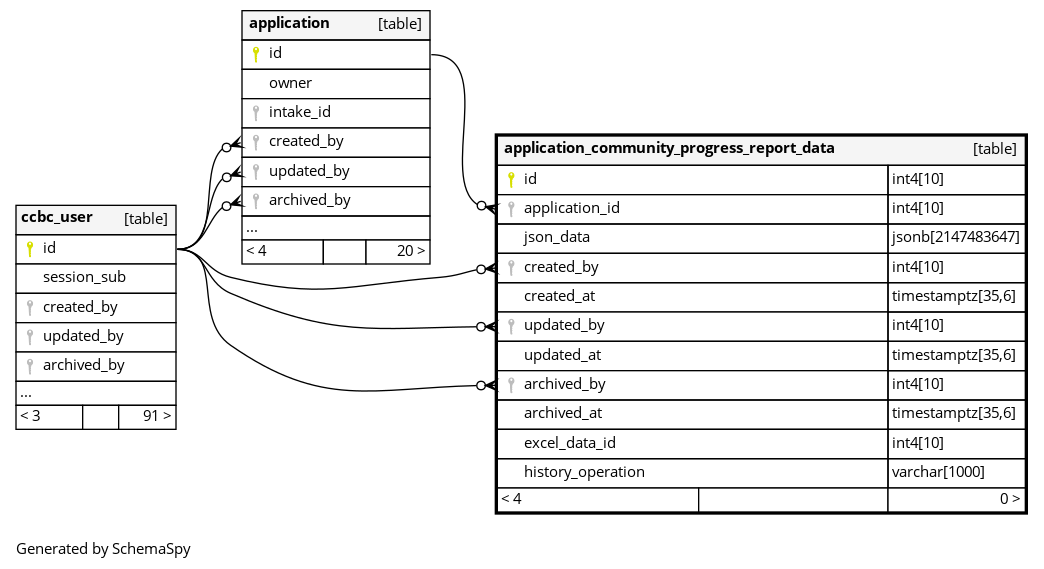 application [table]
id
owner
intake_id
created_by
updated_by
archived_by
...
< 4 20 >
ccbc_user [table]
id
session_sub
created_by
updated_by
archived_by
...
< 3 91 >
application_community_progress_report_data [table]
id int4[10]
application_id int4[10]
json_data jsonb[2147483647]
created_by int4[10]
created_at timestamptz[35,6]
updated_by int4[10]
updated_at timestamptz[35,6]
archived_by int4[10]
archived_at timestamptz[35,6]
excel_data_id int4[10]
history_operation varchar[1000]
< 4 0 >
Generated by SchemaSpy